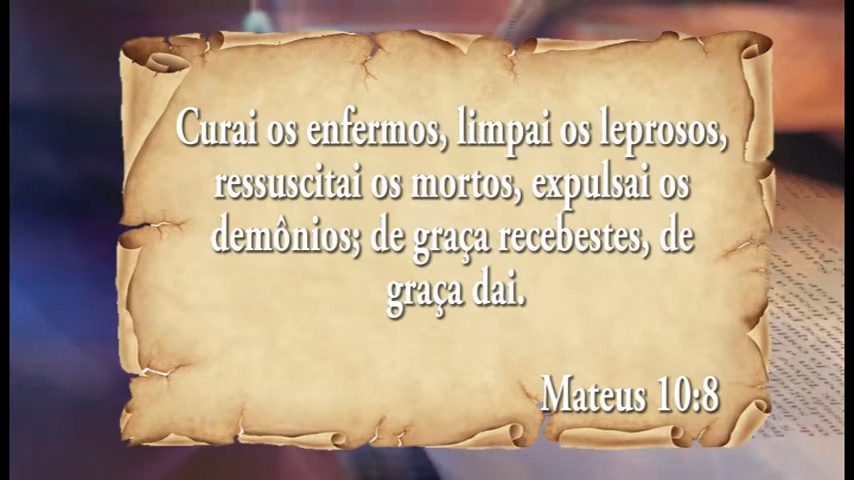 Curai os enfermos, limpai os leprosos,
ressuscitai os mortos, expulsai os
demônios; de graça recebestes, de
graça dai.
Mateus 10:8